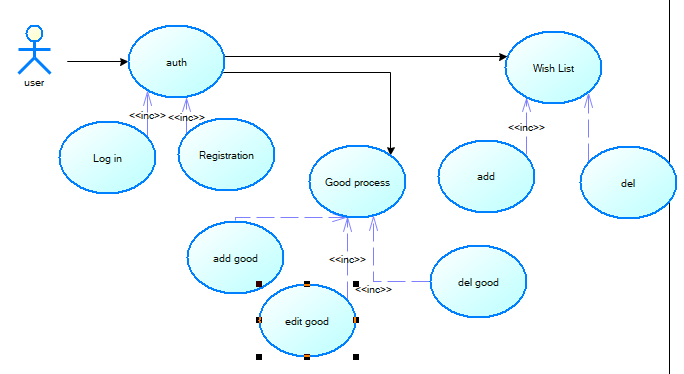 user
auth
Wish List
<<inc>>
<<inc>>
<<inc>>
Log in
Registration
Good process
add
del
add good
<<inc>>
del good
<<inc>>
edit good